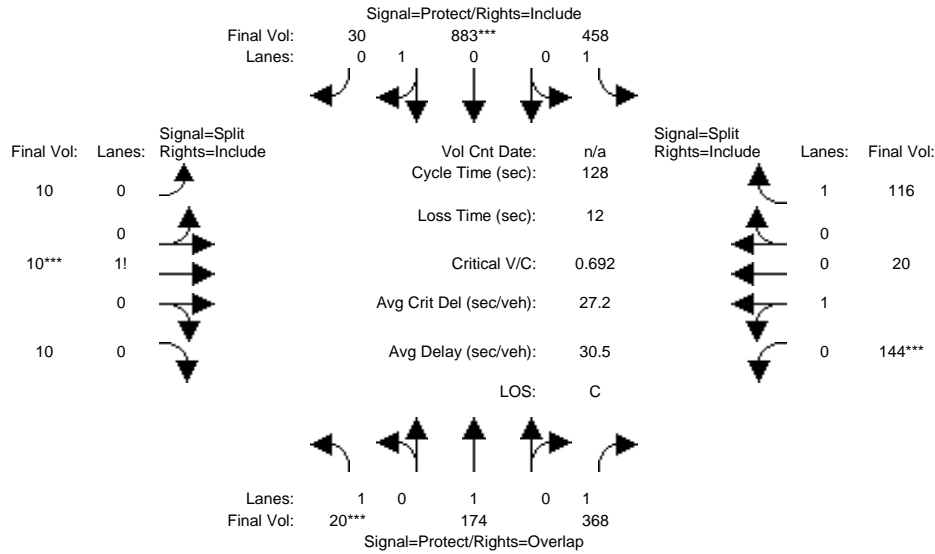 Signal=Protect/Rights=Include
Final Vol: 30 883*** 458
Lanes: 0 1 0 0 1
Signal=Split
Final Vol: Lanes: Rights=Include
Vol Cnt Date: n/a
Signal=Split
Rights=Include Lanes: Final Vol:
Cycle Time (sec): 128
10 0
1 116
Loss Time (sec): 12
0
0
10*** 1!
Critical V/C: 0.692
0 20
0
Avg Crit Del (sec/veh): 27.2
1
10 0
Avg Delay (sec/veh): 30.5
0 144***
LOS: C
Lanes: 1 0 1 0 1
Final Vol: 20*** 174 368
Signal=Protect/Rights=Overlap